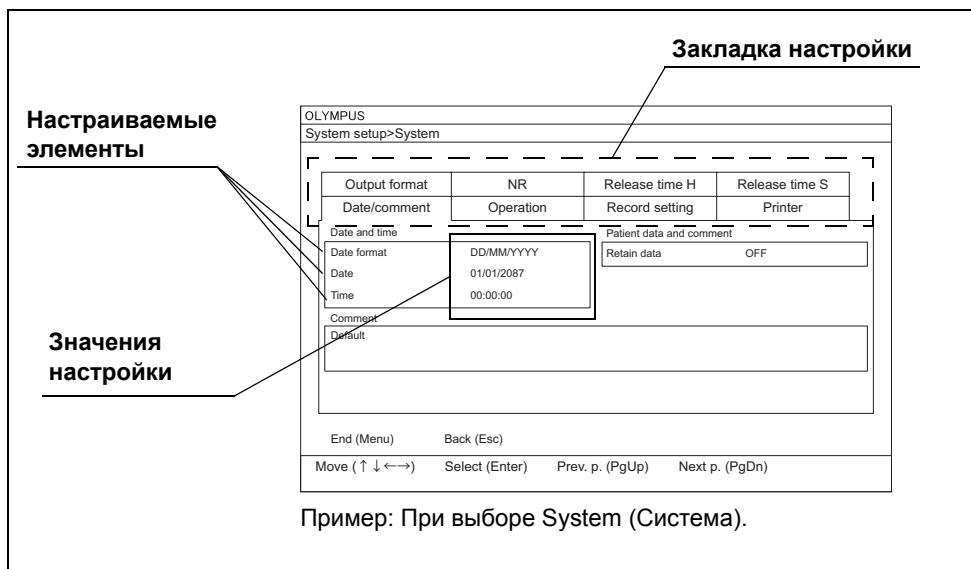 Закладка настройки
Настраиваемые
элементы
OLYMPUS
System setup>System
Output format NR Release time H Release time S
Date/comment Operation Record setting Printer
Date and time Patient data and comment
Date format DD/MM/YYYY Retain data OFF
Date 01/01/2087
Time 00:00:00
Comment
Default
Значения
настройки
End (Menu) Back (Esc)
Move (↑↓←→) Select (Enter) Prev. p. (PgUp) Next p. (PgDn)
Пример: При выборе System (Система).